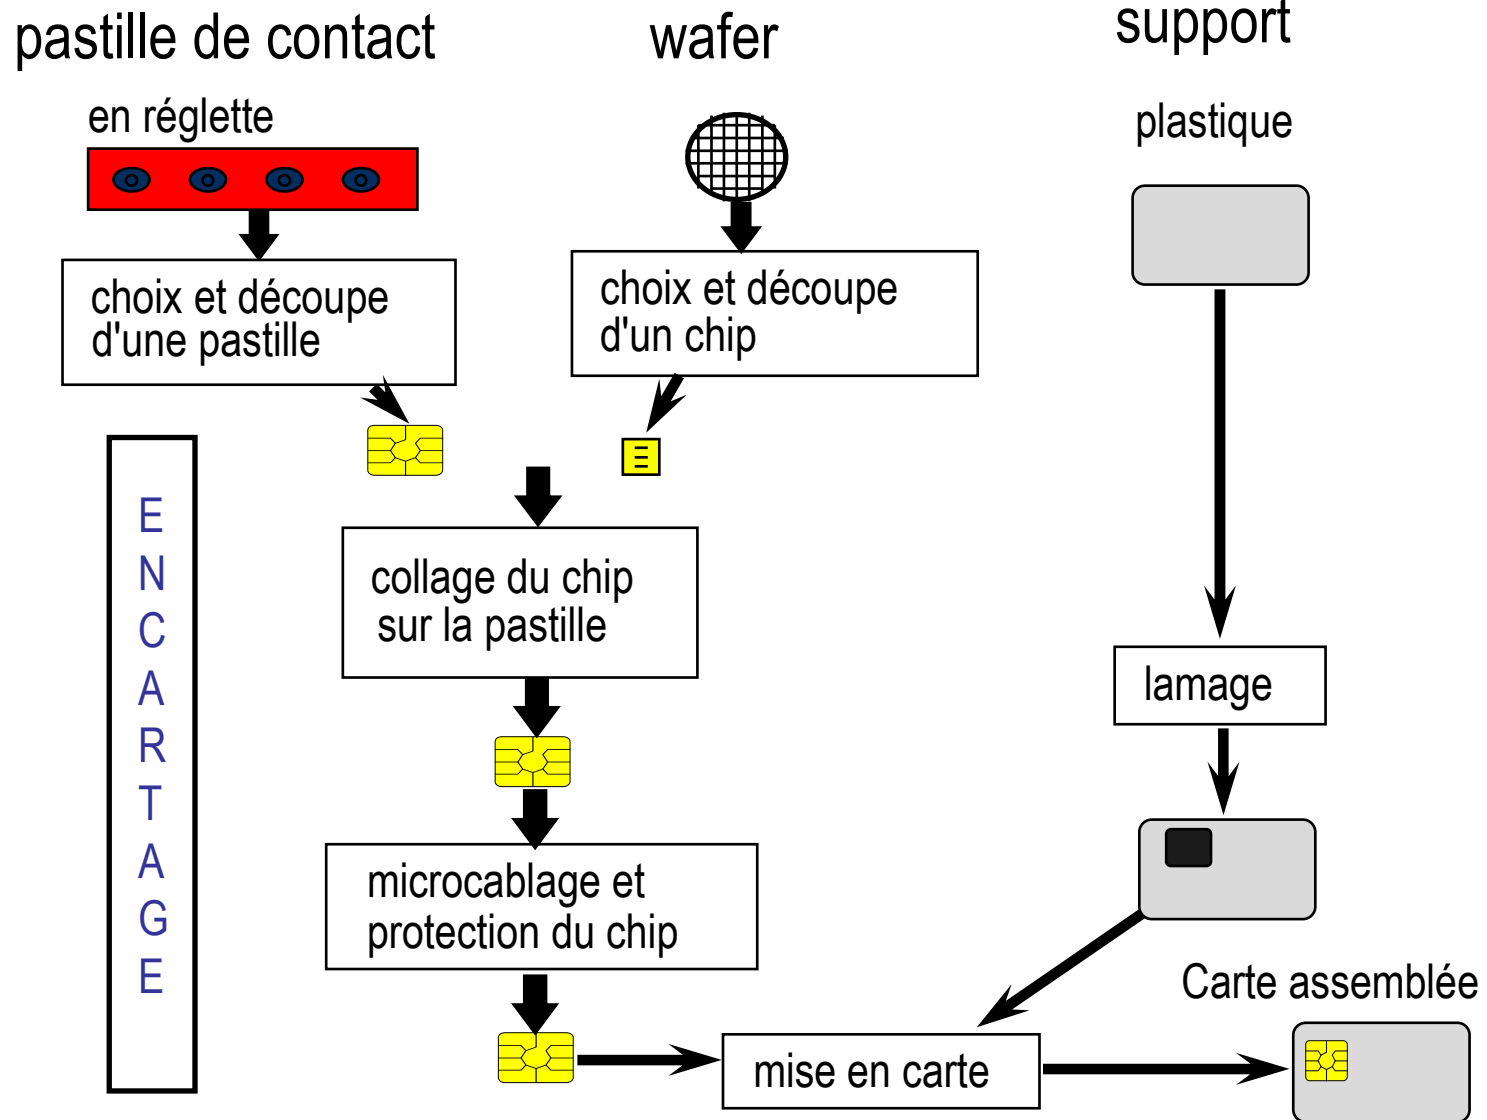 pastille de contact
wafer
support
en réglette
plastique
choix et découpe
d'une pastille
choix et découpe
d'un chip
E
N
C
A
R
T
A
G
E
collage du chip
sur la pastille
lamage
microcablage et
protection du chip
Carte assemblée
mise en carte